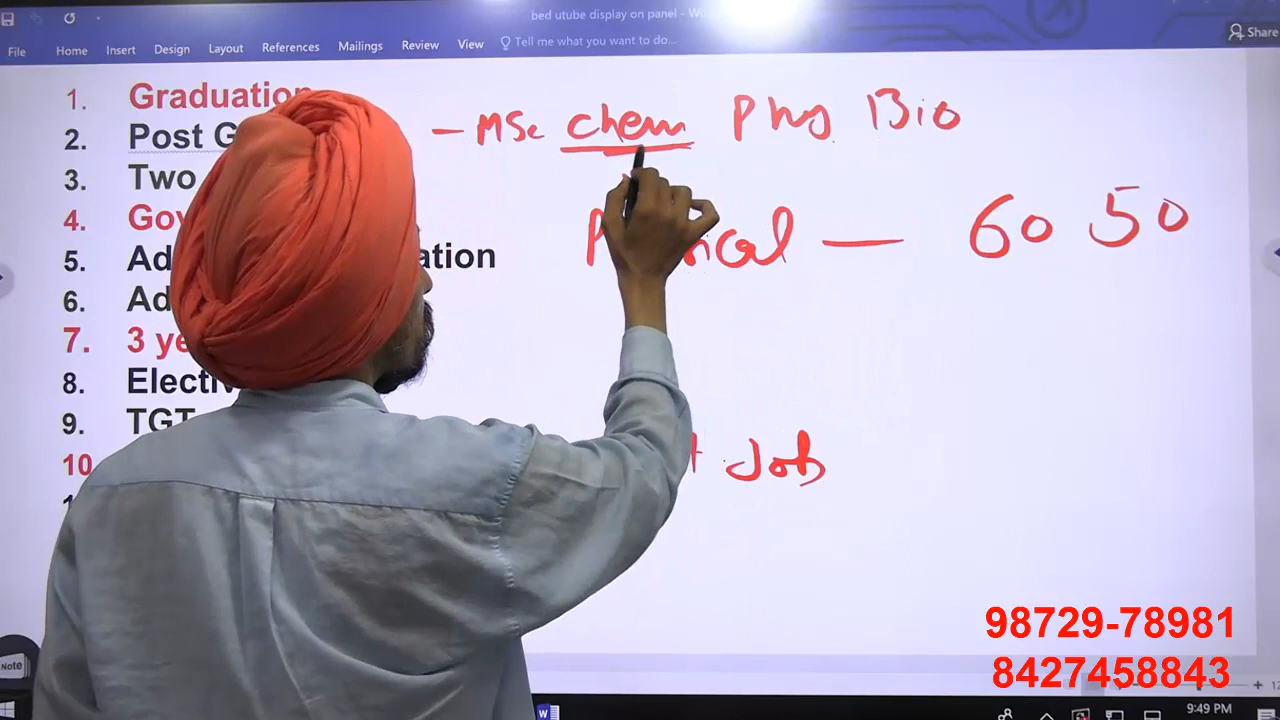 bed utube display on panel - Wo
File Home Insert Design Layout References Mailings Review View Tell me what you want to do... Share
1. Graduation
2. Post G
3. Two
4. Gov
5. Ad ation
6. Ad
7. 3 ye
8. Electiv
9. TGT
10
- MSc chem Phy Bio
60 50
Job
98729-78981
8427458843
Note
9:49 PM